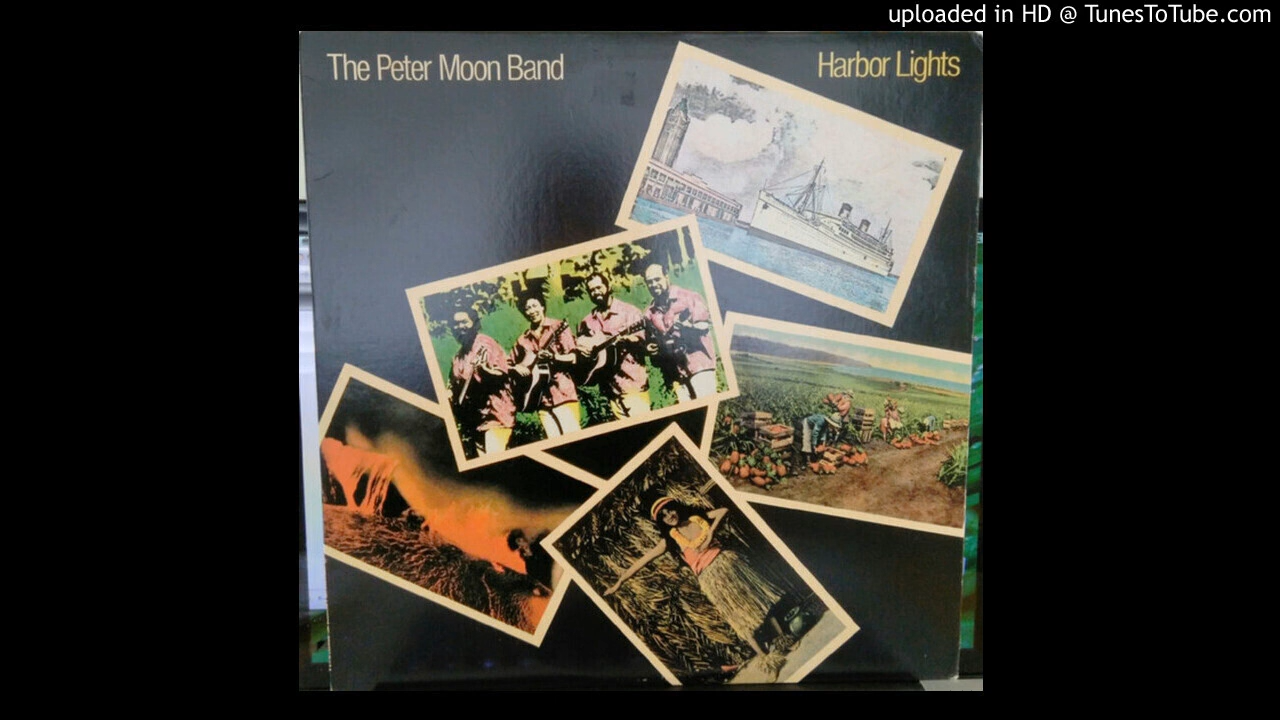 uploaded in HD @ TunesToTube.com
The Peter Moon Band
Harbor Lights